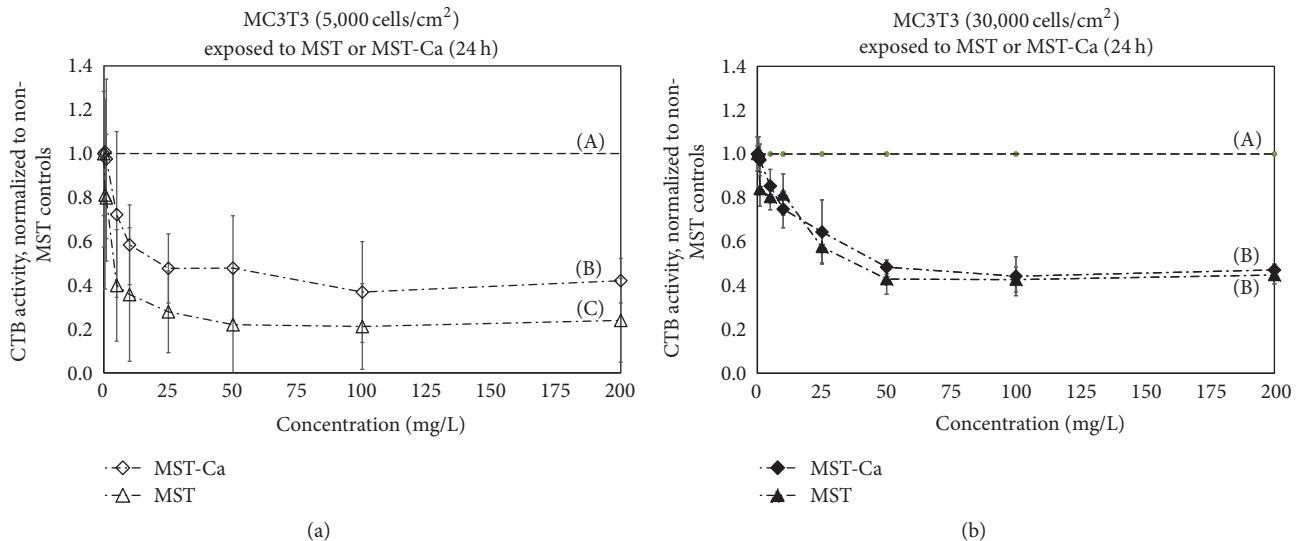 MC3T3 (5,000 cells/cm²)
exposed to MST or MST-Ca (24 h)
CTB activity, normalized to non-
MST controls
1.4
1.2
1.0
0.8
0.6
0.4
0.2
0.0
(A)
(B)
(C)
0 25 50 75 100 125 150 175 200
Concentration (mg/L)
MST-Ca
MST
(a)
MC3T3 (30,000 cells/cm²)
exposed to MST or MST-Ca (24 h)
CTB activity, normalized to non-
MST controls
1.4
1.2
1.0
0.8
0.6
0.4
0.2
0.0
(A)
(B)
(B)
0 25 50 75 100 125 150 175 200
Concentration (mg/L)
MST-Ca
MST
(b)